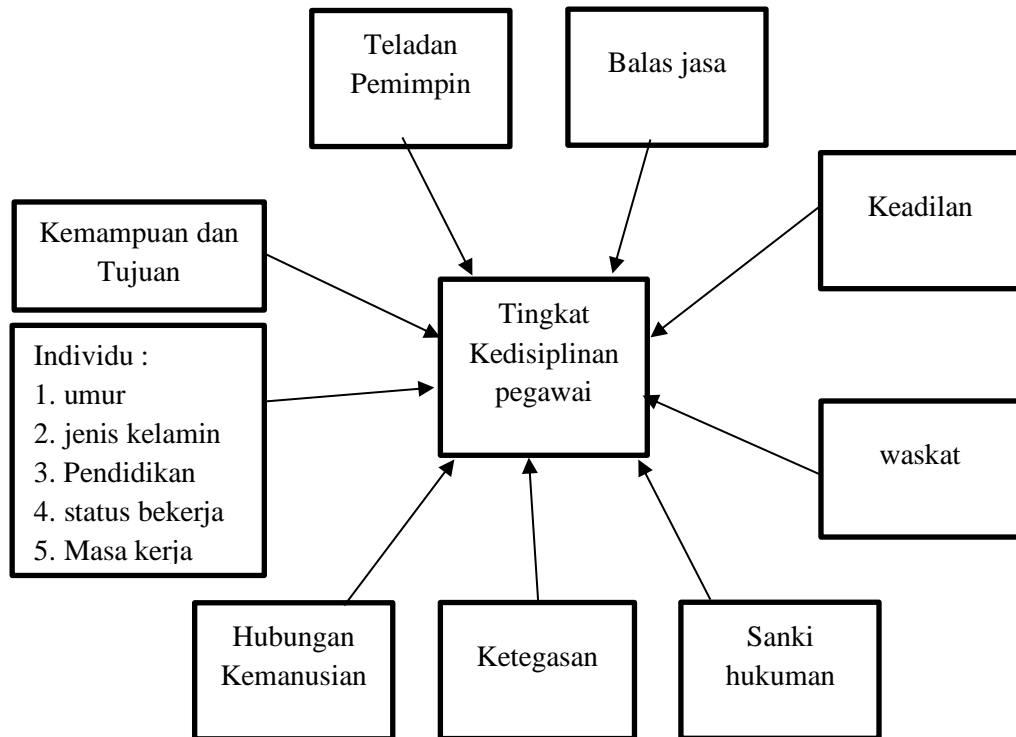 Teladan
Pemimpin
Balas jasa
Keadilan
Kemampuan dan
Tujuan
Tingkat
Kedisiplinan
pegawai
Individu :
1. umur
2. jenis kelamin
3. Pendidikan
4. status bekerja
5. Masa kerja
waskat
Hubungan
Kemanusian
Ketegasan
Sanki
hukuman